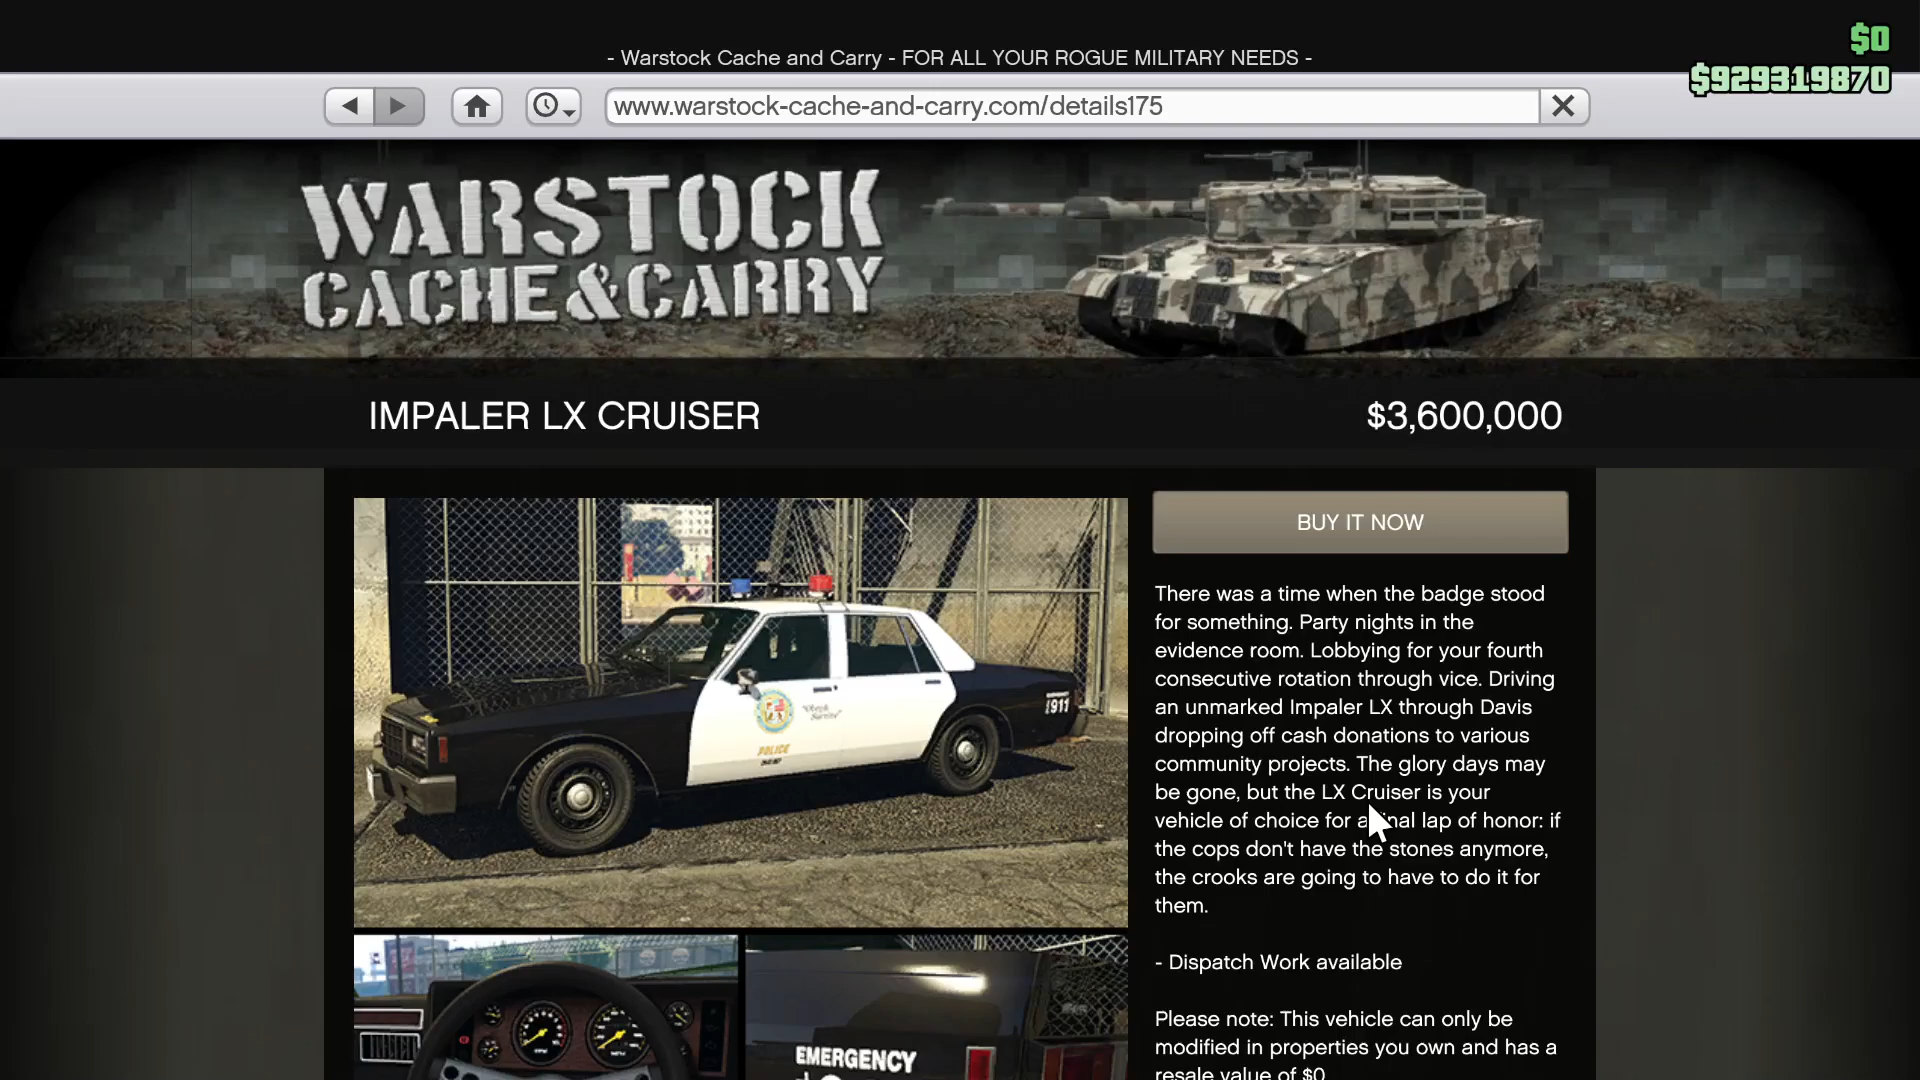 $0
- Warstock Cache and Carry - FOR ALL YOUR ROGUE MILITARY NEEDS -
$929319870
www.warstock-cache-and-carry.com/details175
WARSTOCK
CACHE & CARRY
IMPALER LX CRUISER
$3,600,000
BUY IT NOW
There was a time when the badge stood
for something. Party nights in the
evidence room. Lobbying for your fourth
consecutive rotation through vice. Driving
an unmarked Impaler LX through Davis
dropping off cash donations to various
community projects. The glory days may
be gone, but the LX Cruiser is your
vehicle of choice for a final lap of honor: if
the cops don't have the stones anymore,
the crooks are going to have to do it for
them.
- Dispatch Work available
Please note: This vehicle can only be
modified in properties you own and has a
resale value of $0
"Obey &
Survive"
POLICE
911
EMERGENCY